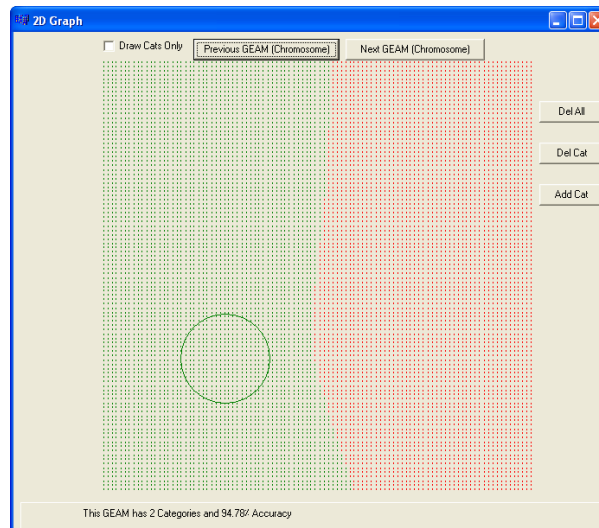 2D Graph
Draw Cats Only
Previous GEAM (Chromosome)
Next GEAM (Chromosome)
Del All
Del Cat
Add Cat
This GEAM has 2 Categories and 94.78% Accuracy